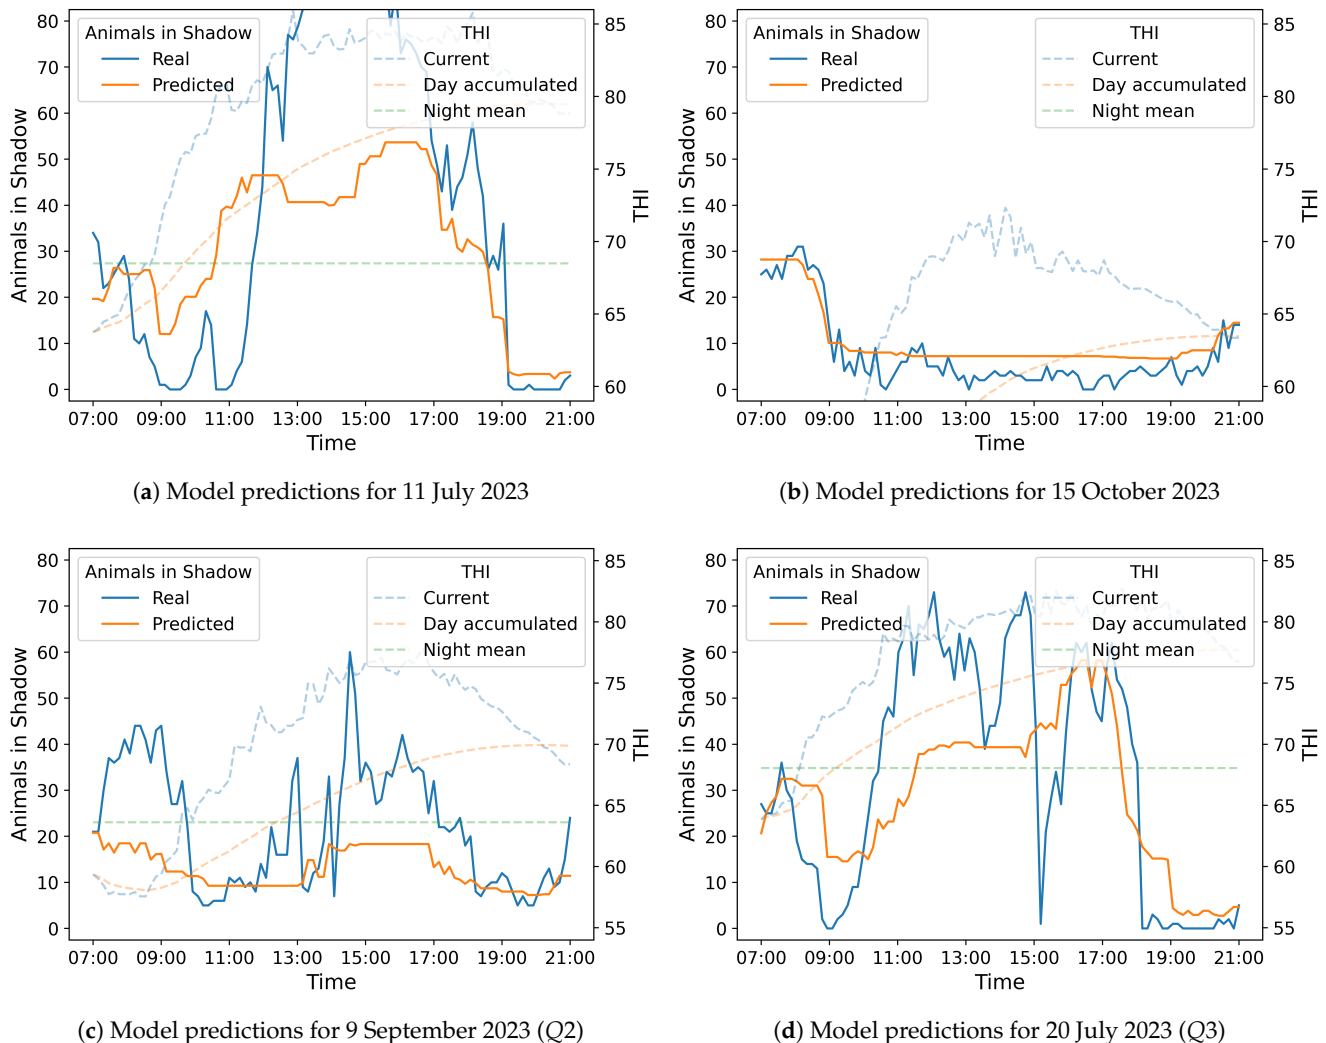 Animals in Shadow
Real
Predicted
THI
Current
Day accumulated
Night mean
80
70
60
50
40
30
20
10
0
Animals in Shadow
85
80
75
70
65
60
THI
07:00 09:00 11:00 13:00 15:00 17:00 19:00 21:00
Time
(a) Model predictions for 11 July 2023
Animals in Shadow
Real
Predicted
THI
Current
Day accumulated
Night mean
80
70
60
50
40
30
20
10
0
Animals in Shadow
85
80
75
70
65
60
THI
07:00 09:00 11:00 13:00 15:00 17:00 19:00 21:00
Time
(b) Model predictions for 15 October 2023
Animals in Shadow
Real
Predicted
THI
Current
Day accumulated
Night mean
80
70
60
50
40
30
20
10
0
Animals in Shadow
85
80
75
70
65
60
55
THI
07:00 09:00 11:00 13:00 15:00 17:00 19:00 21:00
Time
(c) Model predictions for 9 September 2023 (Q2)
Animals in Shadow
Real
Predicted
THI
Current
Day accumulated
Night mean
80
70
60
50
40
30
20
10
0
Animals in Shadow
85
80
75
70
65
60
55
THI
07:00 09:00 11:00 13:00 15:00 17:00 19:00 21:00
Time
(d) Model predictions for 20 July 2023 (Q3)